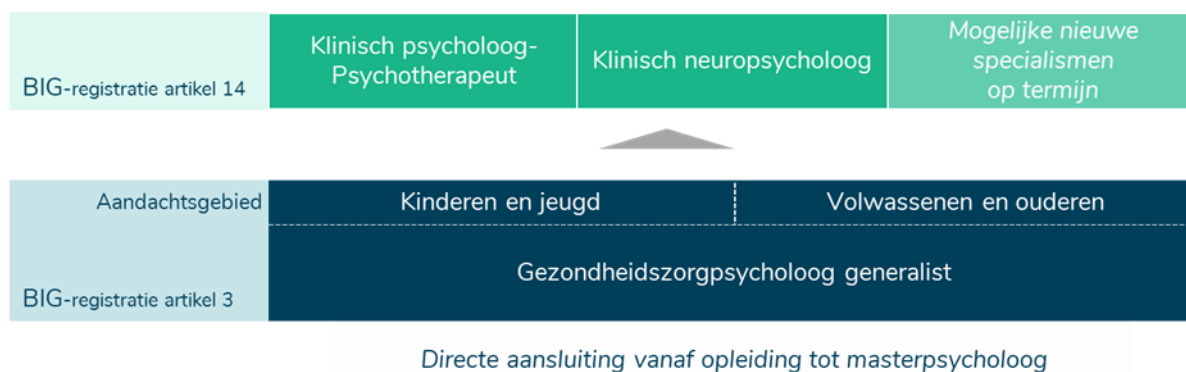 Klinisch psycholoog-
Psychotherapeut
Klinisch neuropsycholoog
Mogelijke nieuwe
specialismen
op termijn
BIG-registratie artikel 14
Aandachtsgebied
Kinderen en jeugd
Volwassenen en ouderen
Gezondheidszorgpsycholoog generalist
BIG-registratie artikel 3
Directe aansluiting vanaf opleiding tot masterpsycholoog